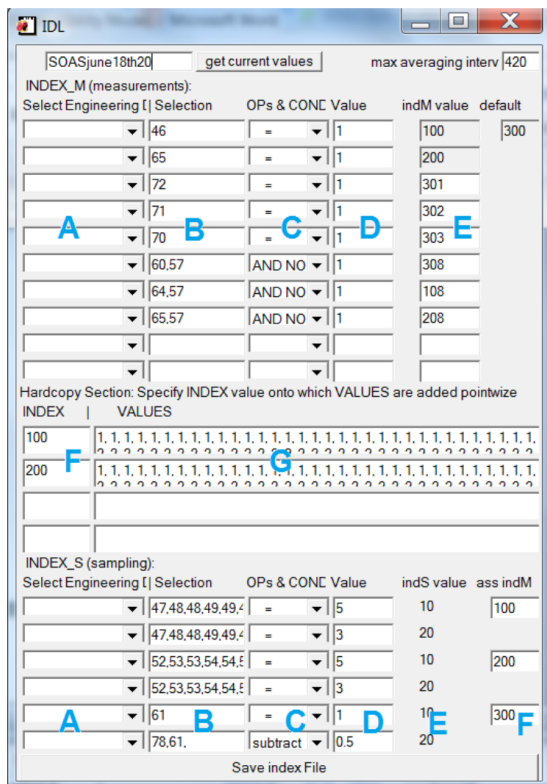 IDL
SOASjune18th20 get current values max averaging interv 420
INDEX_M (measurements):
Select Engineering [ | Selection OPs & COND Value indM value default
46 = 1 100 300
65 = 1 200
72 = 1 301
71 = 1 302
A 70 B = C 1 D 303 E
60,57 AND NO 1 308
64,57 AND NO 1 108
65,57 AND NO 1 208
Hardcopy Section: Specify INDEX value onto which VALUES are added pointwize
INDEX | VALUES
100 1, 1, 1, 1, 1, 1, 1, 1, 1, 1, 1, 1, 1, 1, 1, 1, 1, 1, 1, 1, 1, 1, 1, 1, 1, 1, 1, 1, 1, 1, 1, 1, 1,
F G
200 1, 1, 1, 1, 1, 1, 1, 1, 1, 1, 1, 1, 1, 1, 1, 1, 1, 1, 1, 1, 1, 1, 1, 1, 1, 1, 1, 1, 1, 1, 1, 1, 1,
INDEX_S (sampling):
Select Engineering [ | Selection OPs & COND Value indS value ass indM
47,48,48,49,49,4 = 5 10 100
47,48,48,49,49,4 = 3 20
52,53,53,54,54,5 = 5 10 200
52,53,53,54,54,5 = 3 20
A 61 B = C 1 D 10 E 300 F
78,61, subtract 0.5 20
Save index File